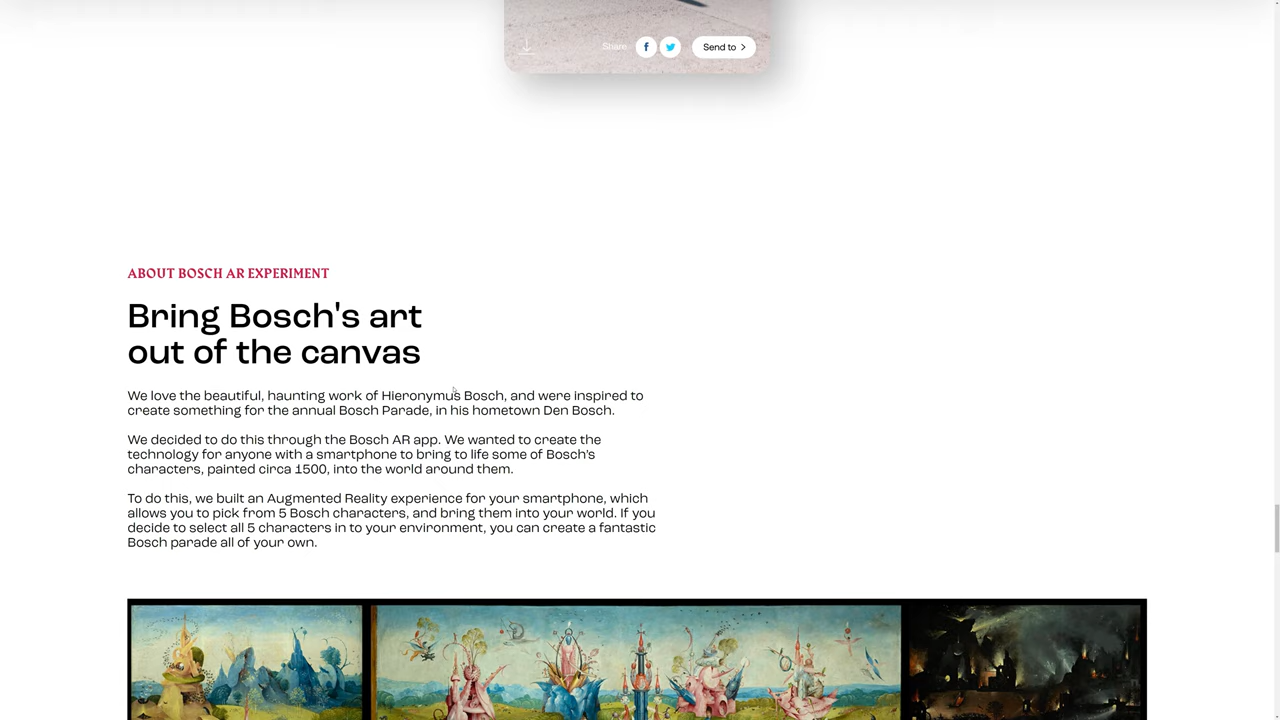 Share
Send to
ABOUT BOSCH AR EXPERIMENT
Bring Bosch's art
out of the canvas
We love the beautiful, haunting work of Hieronymus Bosch, and were inspired to
create something for the annual Bosch Parade, in his hometown Den Bosch.
We decided to do this through the Bosch AR app. We wanted to create the
technology for anyone with a smartphone to bring to life some of Bosch's
characters, painted circa 1500, into the world around them.
To do this, we built an Augmented Reality experience for your smartphone, which
allows you to pick from 5 Bosch characters, and bring them into your world. If you
decide to select all 5 characters in to your environment, you can create a fantastic
Bosch parade all of your own.